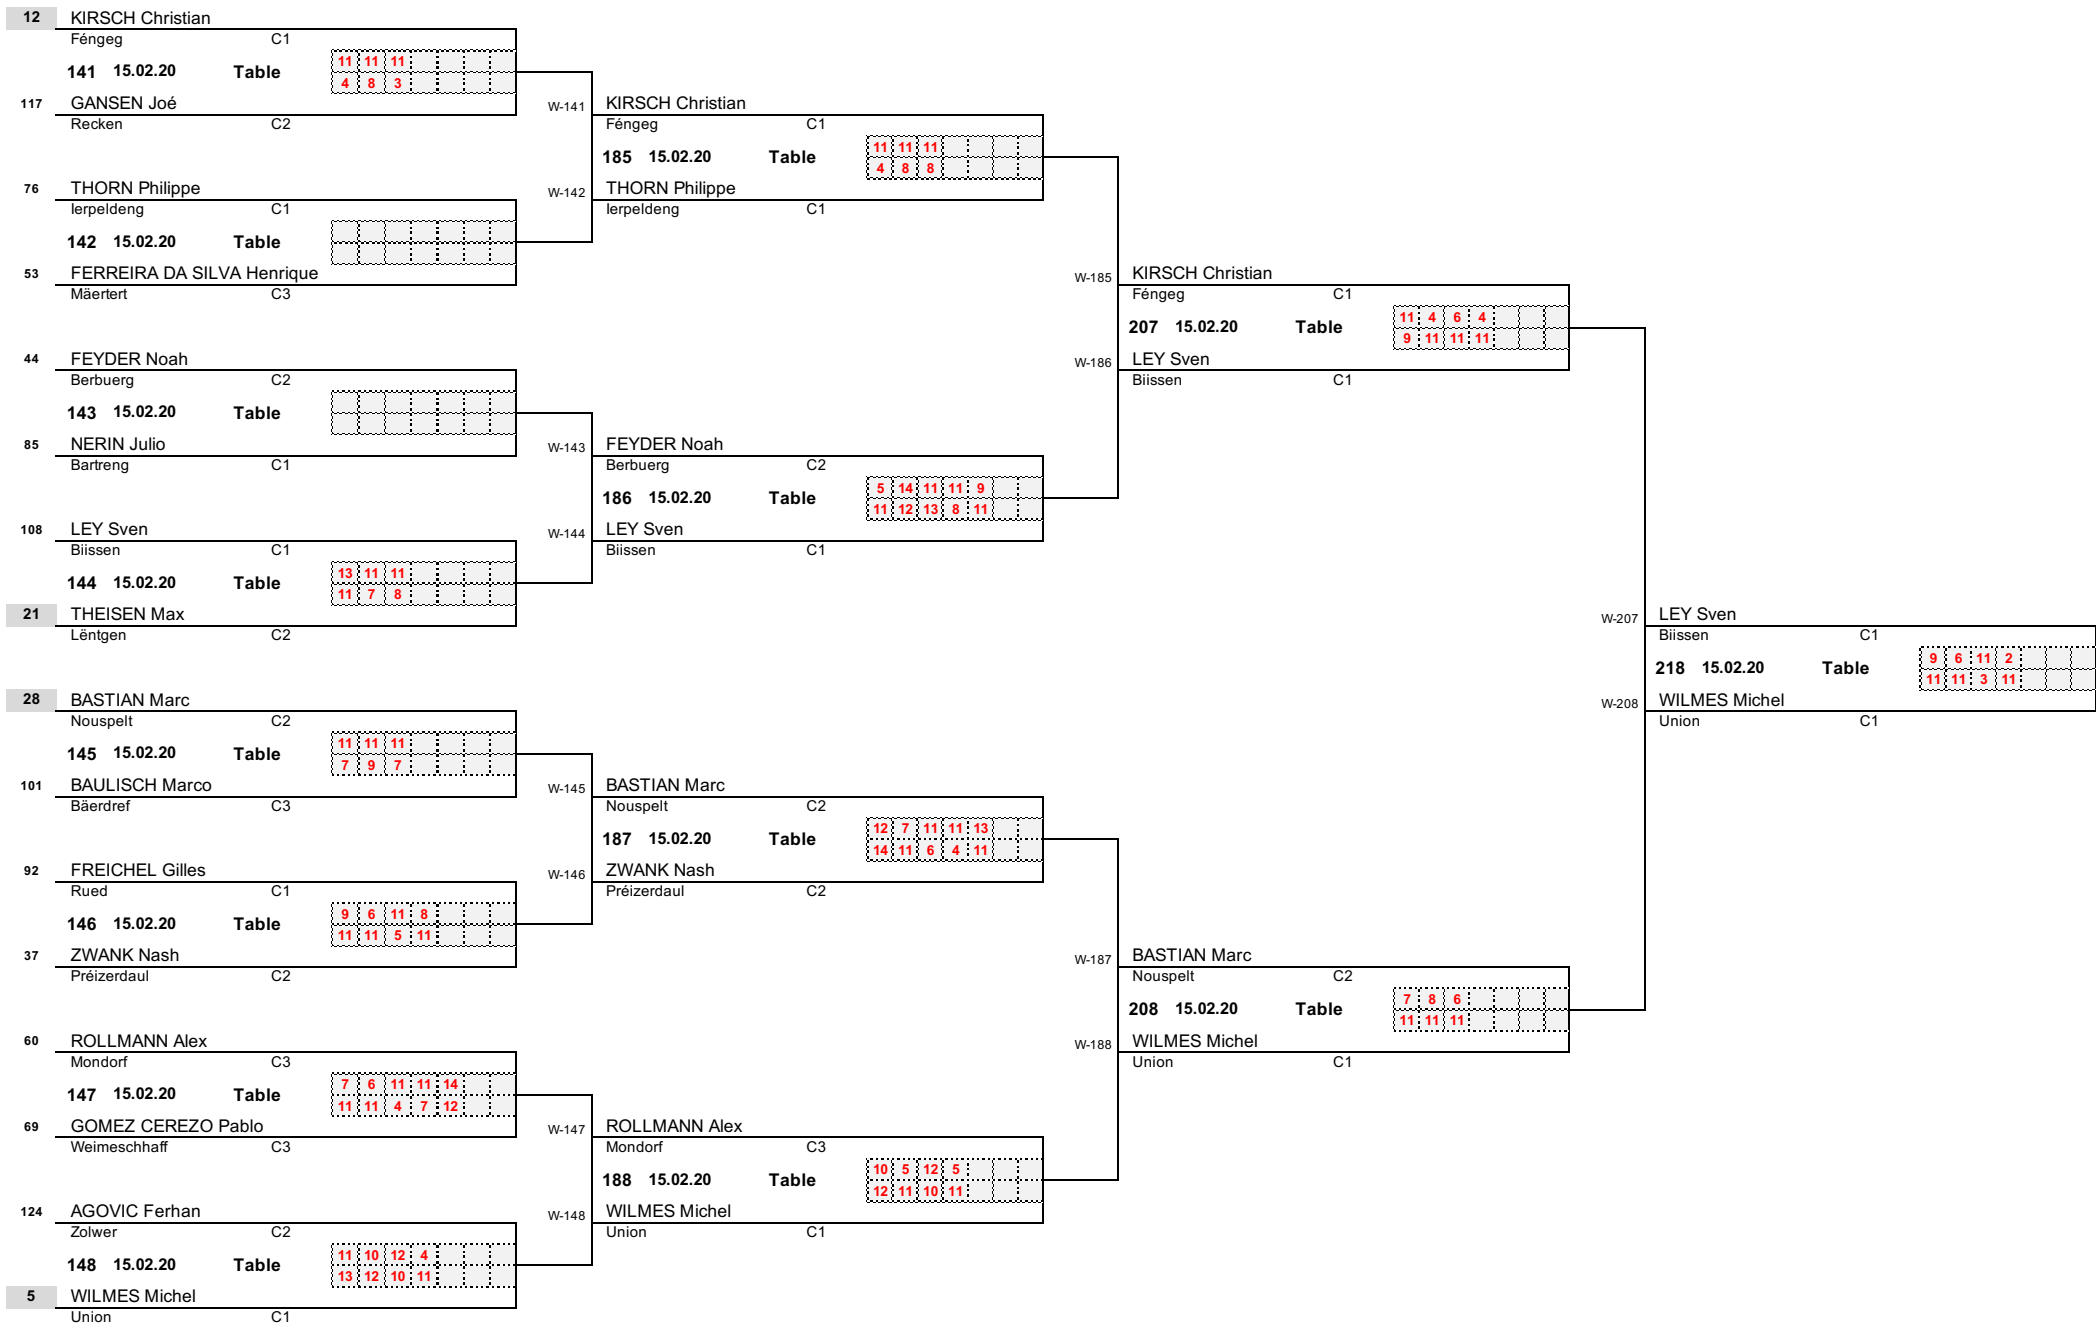 12 KIRSCH Christian
Féngeg C1
141 15.02.20 Table 11 11 11
4 8 3
117 GANSEN Joé
Recken C2
76 THORN Philippe
Ierpeldeng C1
142 15.02.20 Table
53 FERREIRA DA SILVA Henrique
Mäertert C3
44 FEYDER Noah
Berbuerg C2
143 15.02.20 Table
85 NERIN Julio
Bartreng C1
108 LEY Sven
Biissen C1
144 15.02.20 Table 13 11 11
11 7 8
21 THEISEN Max
Lëntgen C2
28 BASTIAN Marc
Nouspelt C2
145 15.02.20 Table 11 11 11
7 9 7
101 BAULISCH Marco
Bäerdref C3
92 FREICHEL Gilles
Rued C1
146 15.02.20 Table 9 6 11 8
11 11 5 11
37 ZWANK Nash
Préizerdaul C2
60 ROLLMANN Alex
Mondorf C3
147 15.02.20 Table 7 6 11 11 14
11 11 4 7 12
69 GOMEZ CEREZO Pablo
Weimeschhaff C3
124 AGOVIC Ferhan
Zolwer C2
148 15.02.20 Table 11 10 12 4
13 12 10 11
5 WILMES Michel
Union C1
W-141 KIRSCH Christian
Féngeg C1
185 15.02.20 Table 11 11 11
4 8 8
W-142 THORN Philippe
Ierpeldeng C1
W-143 FEYDER Noah
Berbuerg C2
186 15.02.20 Table 5 14 11 11 9
11 12 13 8 11
W-144 LEY Sven
Biissen C1
W-145 BASTIAN Marc
Nouspelt C2
187 15.02.20 Table 12 7 11 11 13
14 11 6 4 11
W-146 ZWANK Nash
Préizerdaul C2
W-147 ROLLMANN Alex
Mondorf C3
188 15.02.20 Table 10 5 12 5
12 11 10 11
W-148 WILMES Michel
Union C1
W-185 KIRSCH Christian
Féngeg C1
207 15.02.20 Table 11 4 6 4
9 11 11 11
W-186 LEY Sven
Biissen C1
W-187 BASTIAN Marc
Nouspelt C2
208 15.02.20 Table 7 8 6
11 11 11
W-188 WILMES Michel
Union C1
W-207 LEY Sven
Biissen C1
218 15.02.20 Table 9 6 11 2
11 11 3 11
W-208 WILMES Michel
Union C1